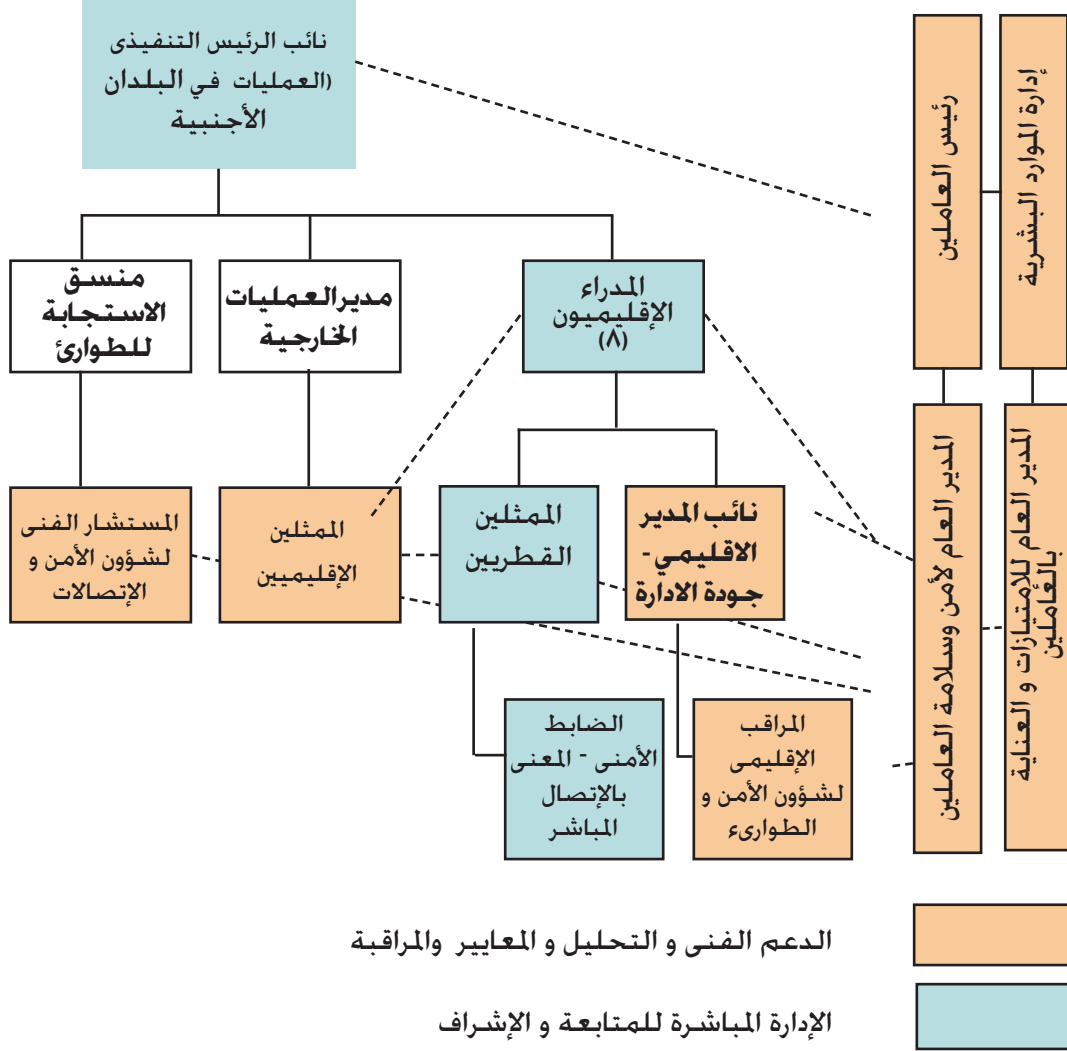 نائب الرئيس التنفيذى
(العمليات في البلدان
الأجنبية
رئيس العاملين
إدارة الموارد البشرية
المدراء
الإقليميون
(٨)
مديرالعمليات
الخارجية
منسق
الاستجابة
للطوارئ
المدير العام لأمن وسلامة العاملين
المدير العام للامتيازات و العناية
بالعاملين
نائب المدير
الاقليمي-
جودة الادارة
الممثلين
القطريين
الممثلين
الإقليميين
المستشار الفنى
لشؤون الأمن و
الإتصالات
المراقب
الإقليمى
لشؤون الأمن و
الطوارىء
الضابط
الأمنى - المعنى
بالإتصال
المباشر
الدعم الفنى و التحليل و المعايير والمراقبة
الإدارة المباشرة للمتابعة و الإشراف